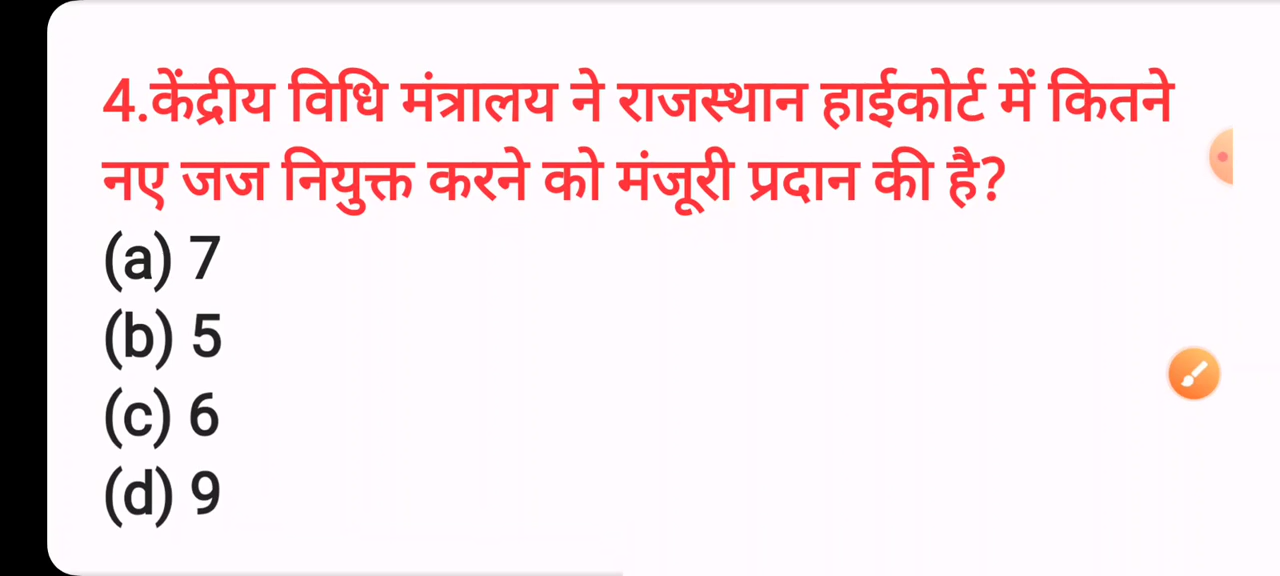 4.केंद्रीय विधि मंत्रालय ने राजस्थान हाईकोर्ट में कितने
नए जज नियुक्त करने को मंजूरी प्रदान की है?
(a) 7
(b) 5
(c) 6
(d) 9